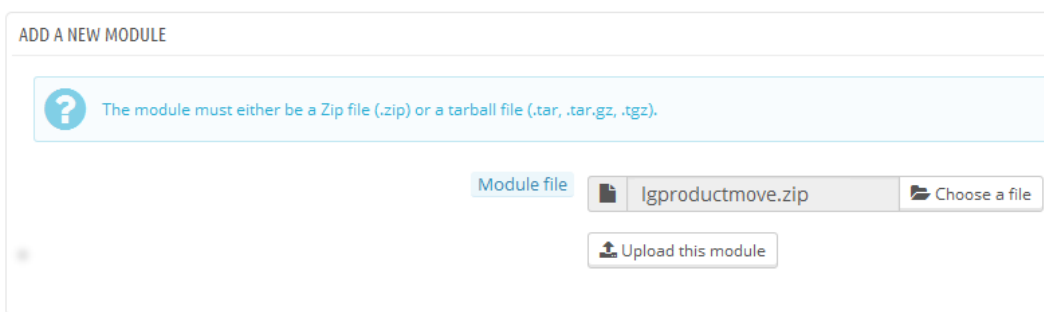 ADD A NEW MODULE
The module must either be a Zip file (.zip) or a tarball file (.tar, .tar.gz, .tgz).
Module file
lgproductmove.zip
Choose a file
Upload this module